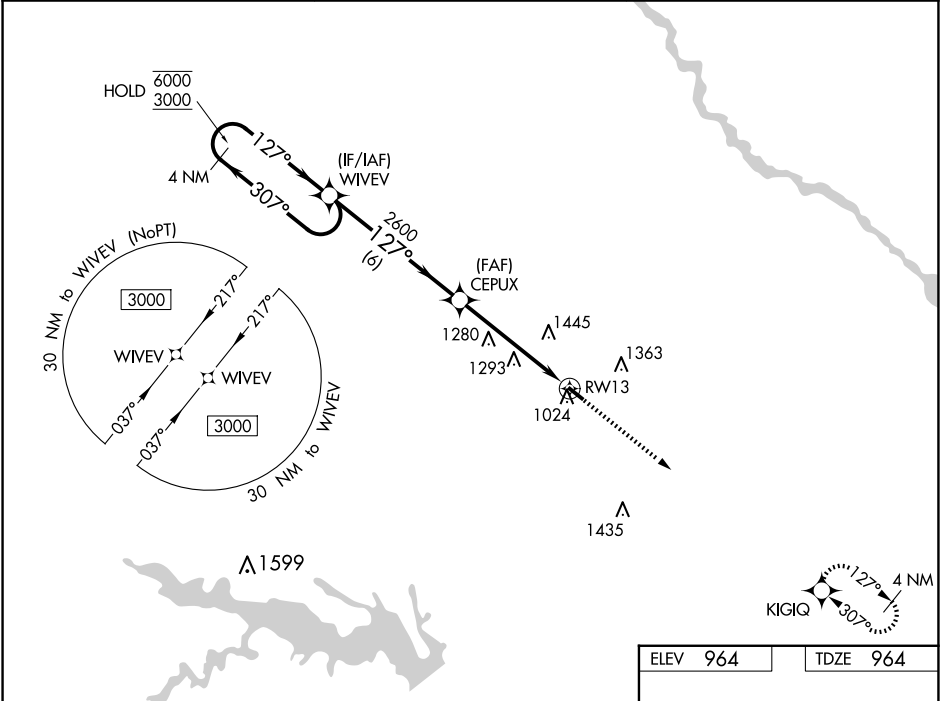 HOLD
6000
3000
127°
4 NM
307°
(IF/IAF)
WIVEV
2600
127°
(6)
(FAF)
CEPUX
1280
1445
1293
1363
RW13
1024
1435
30 NM to WIVEV (NoPT)
3000
217°
WIVEV
037°
217°
WIVEV
037°
3000
30 NM to WIVEV
1599
127°
4 NM
KIGIQ
307°
ELEV 964
TDZE 964